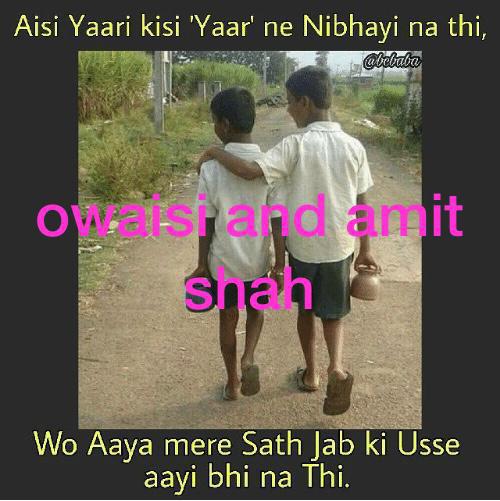 Aisi Yaari kisi 'Yaar' ne Nibhayi na thi,
@bcbaba
owaisi and amit
shah
Wo Aaya mere Sath Jab ki Usse
aayi bhi na Thi.